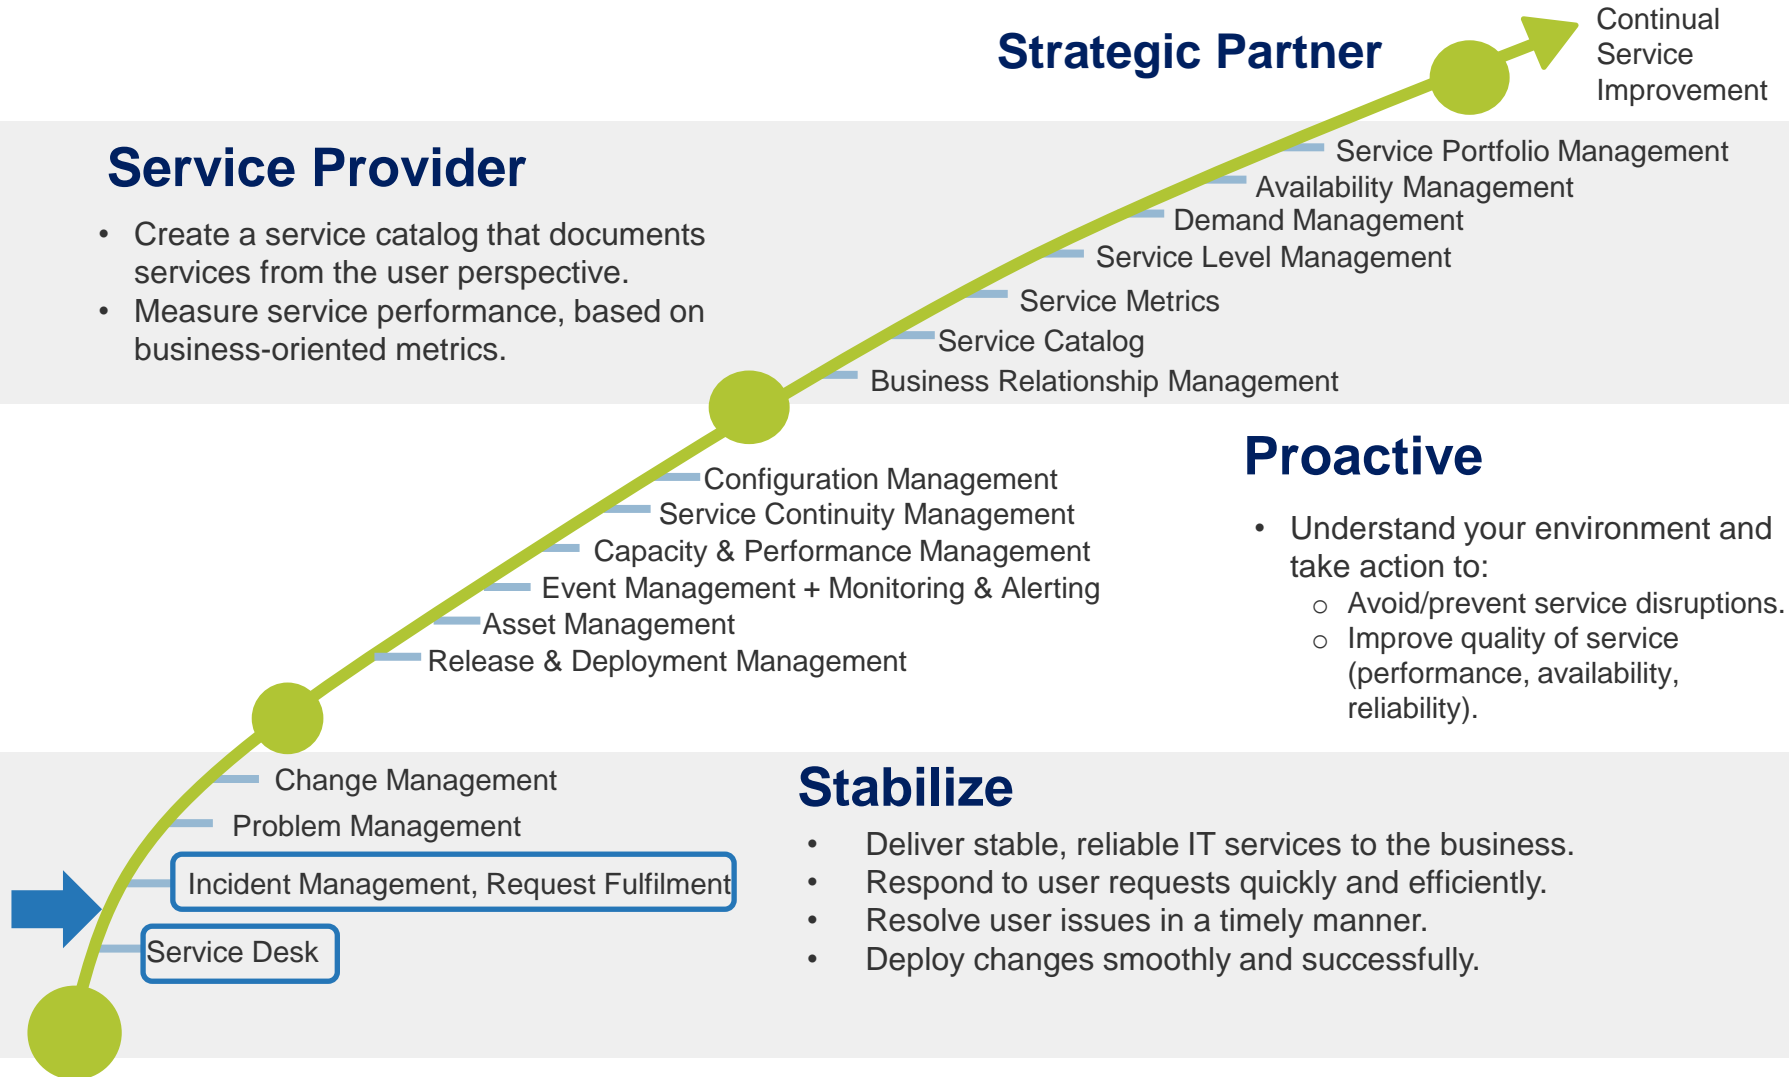 Strategic Partner
Continual
Service
Improvement
Service Provider
• Create a service catalog that documents
services from the user perspective.
• Measure service performance, based on
business-oriented metrics.
Service Portfolio Management
Availability Management
Demand Management
Service Level Management
Service Metrics
Service Catalog
Business Relationship Management
Proactive
• Understand your environment and
take action to:
o Avoid/prevent service disruptions.
o Improve quality of service
(performance, availability,
reliability).
Configuration Management
Service Continuity Management
Capacity & Performance Management
Event Management + Monitoring & Alerting
Asset Management
Release & Deployment Management
Stabilize
• Deliver stable, reliable IT services to the business.
• Respond to user requests quickly and efficiently.
• Resolve user issues in a timely manner.
• Deploy changes smoothly and successfully.
Change Management
Problem Management
Incident Management, Request Fulfilment
Service Desk